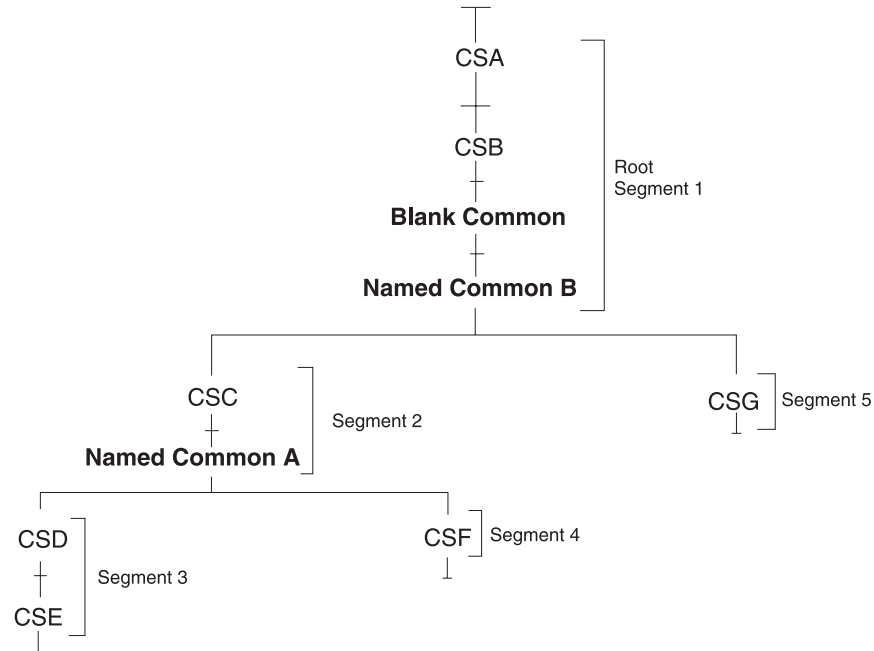 CSA
CSB
Root
Segment 1
Blank Common
Named Common B
CSC
Segment 2
CSG
Segment 5
Named Common A
CSD
CSF
Segment 4
Segment 3
CSE